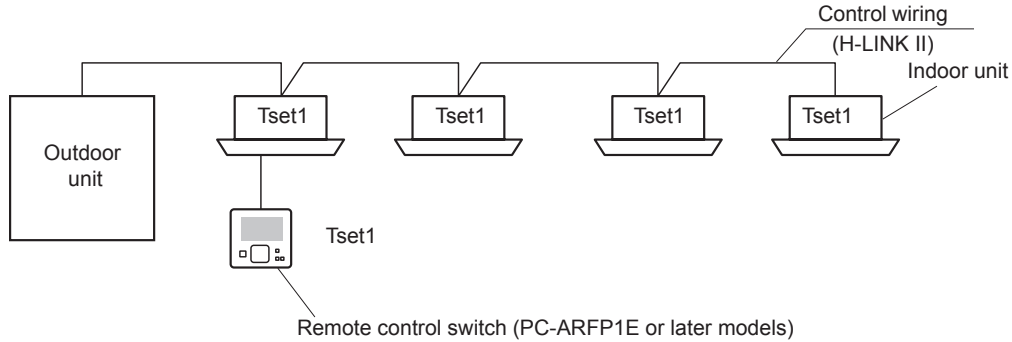 Control wiring
(H-LINK II)
Indoor unit
Tset1
Tset1
Tset1
Tset1
Outdoor
unit
Tset1
Remote control switch (PC-ARFP1E or later models)